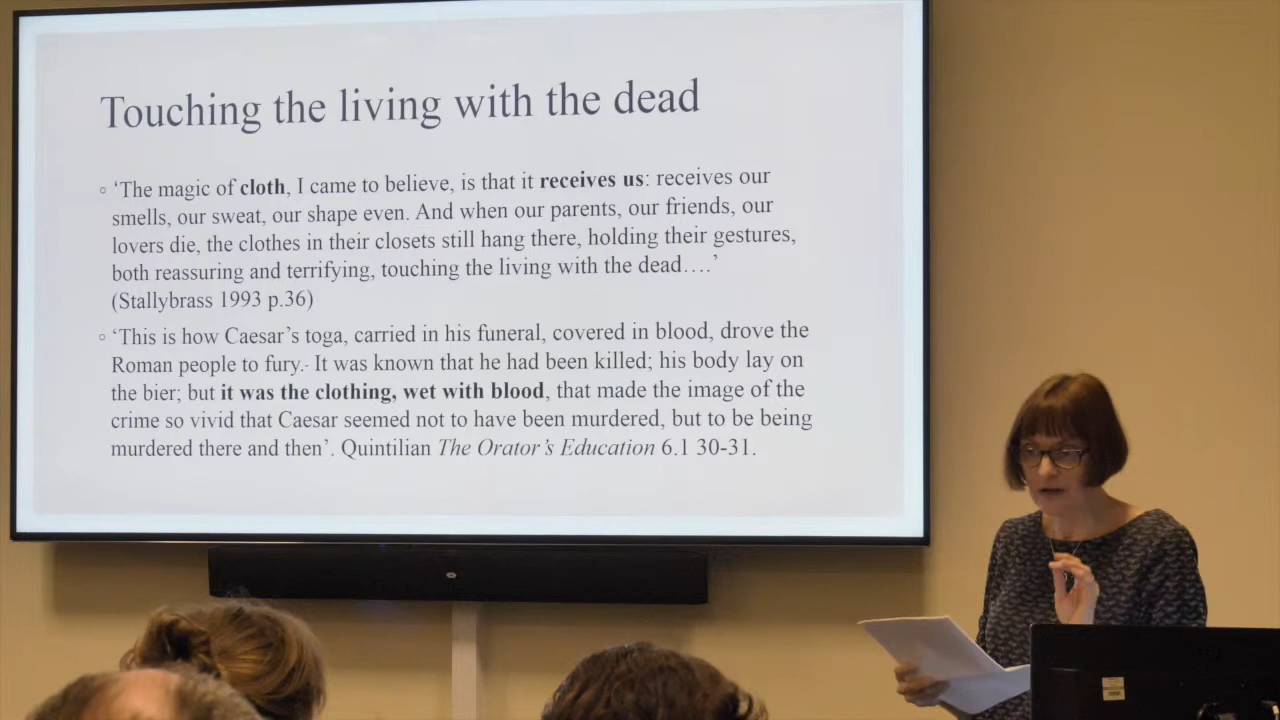 Touching the living with the dead
‘The magic of cloth, I came to believe, is that it receives us: receives our
smells, our sweat, our shape even. And when our parents, our friends, our
lovers die, the clothes in their closets still hang there, holding their gestures,
both reassuring and terrifying, touching the living with the dead….’
(Stallybrass 1993 p.36)
‘This is how Caesar’s toga, carried in his funeral, covered in blood, drove the
Roman people to fury.- It was known that he had been killed; his body lay on
the bier; but it was the clothing, wet with blood, that made the image of the
crime so vivid that Caesar seemed not to have been murdered, but to be being
murdered there and then’. Quintilian The Orator’s Education 6.1 30-31.